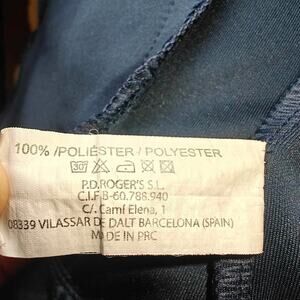 100% /POLIÉSTER / POLYESTER
30°
P.D.ROGER'S S.L.
C.I.F B-60.788.940
C/. Camí Elena, 1
08339 VILASSAR DE DALT BARCELONA (SPAIN)
MADE IN PRC